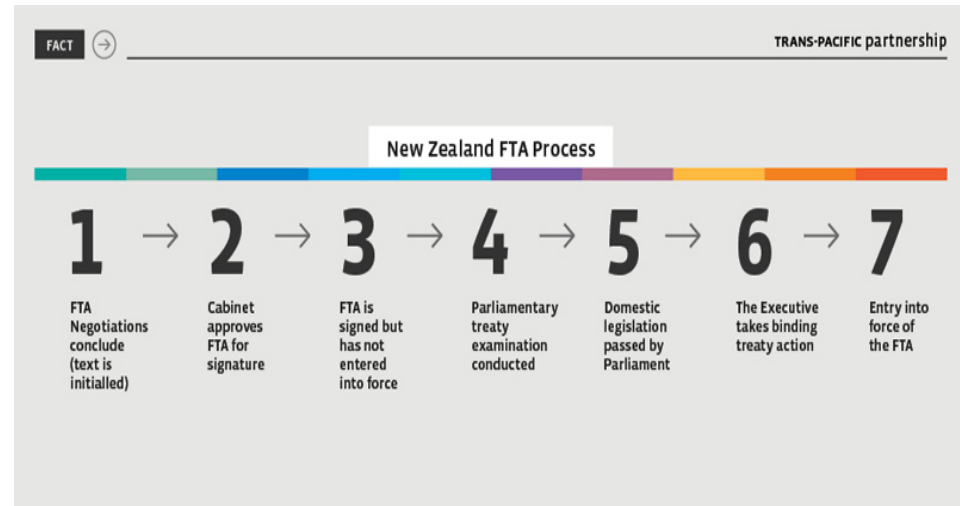 FACT
TRANS-PACIFIC partnership
New Zealand FTA Process
1
2
3
4
5
6
7
FTA
Negotiations
conclude
(text is
initialled)
Cabinet
approves
FTA for
signature
FTA is
signed but
has not
entered
into force
Parliamentary
treaty
examination
conducted
Domestic
legislation
passed by
Parliament
The Executive
takes binding
treaty action
Entry into
force of
the FTA